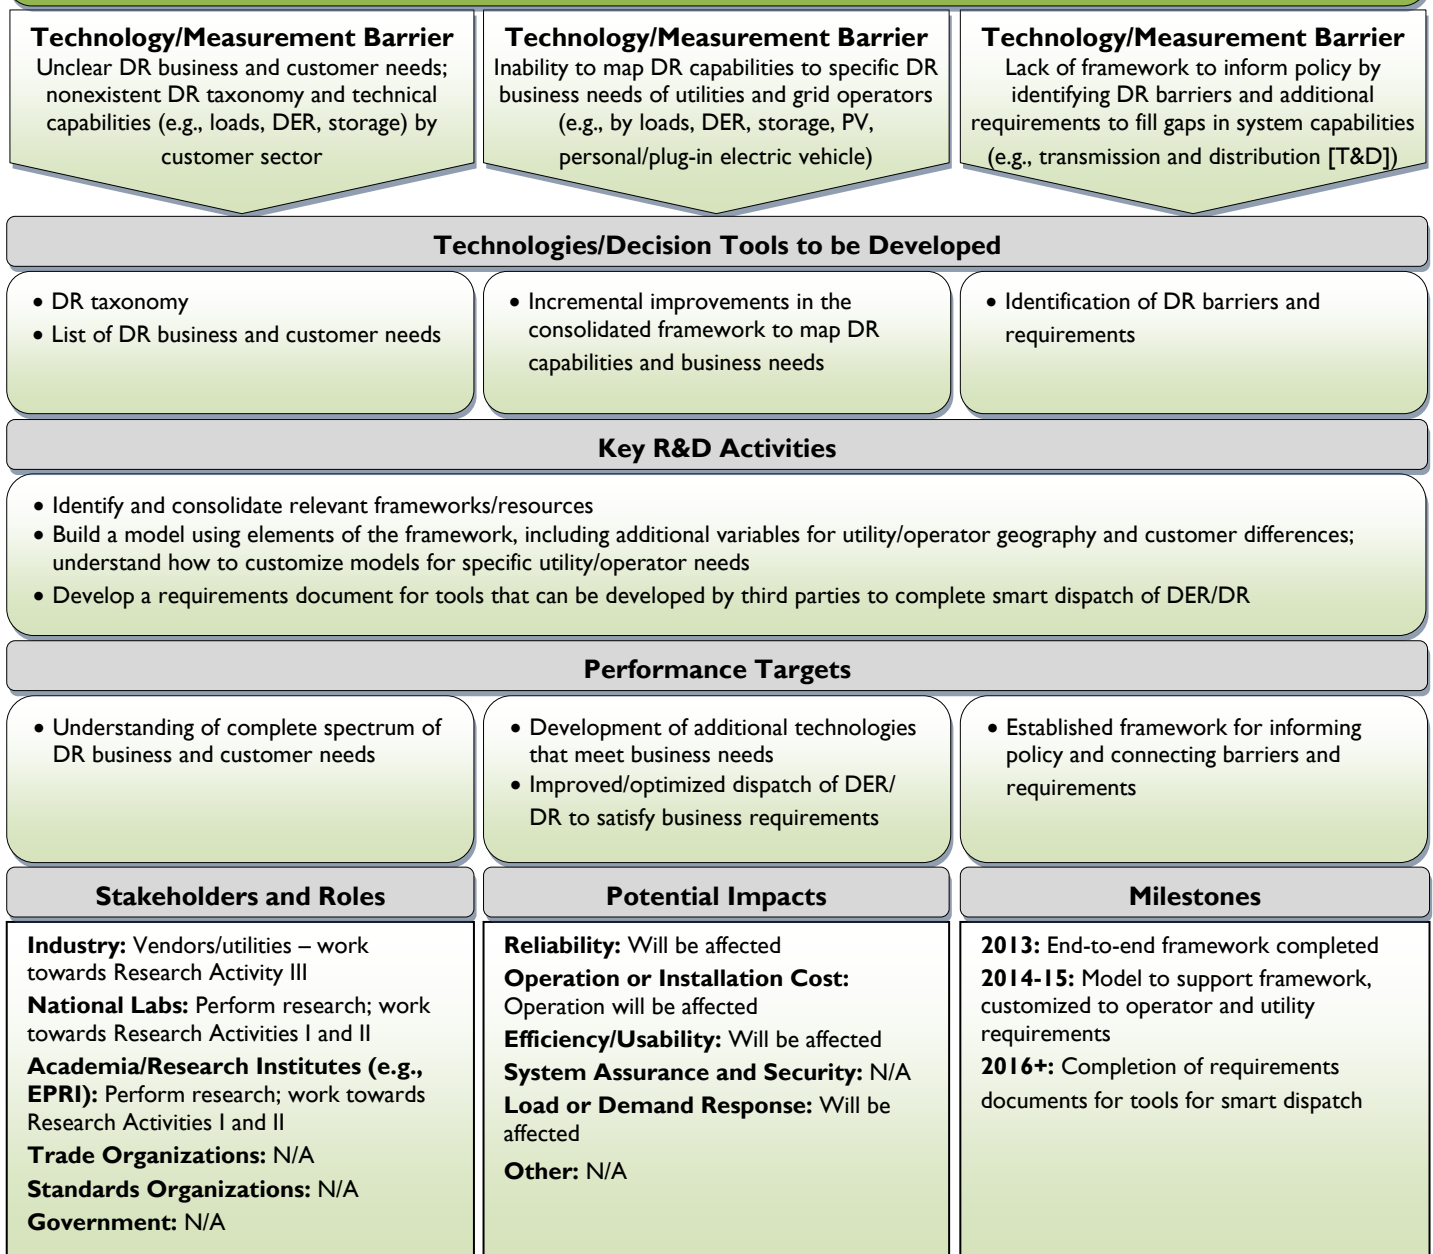 Technology/Measurement Barrier
Unclear DR business and customer needs;
nonexistent DR taxonomy and technical
capabilities (e.g., loads, DER, storage) by
customer sector
Technology/Measurement Barrier
Inability to map DR capabilities to specific DR
business needs of utilities and grid operators
(e.g., by loads, DER, storage, PV,
personal/plug-in electric vehicle)
Technology/Measurement Barrier
Lack of framework to inform policy by
identifying DR barriers and additional
requirements to fill gaps in system capabilities
(e.g., transmission and distribution [T&D])
Technologies/Decision Tools to be Developed
• DR taxonomy
• List of DR business and customer needs
• Incremental improvements in the
consolidated framework to map DR
capabilities and business needs
• Identification of DR barriers and
requirements
Key R&D Activities
• Identify and consolidate relevant frameworks/resources
• Build a model using elements of the framework, including additional variables for utility/operator geography and customer differences;
understand how to customize models for specific utility/operator needs
• Develop a requirements document for tools that can be developed by third parties to complete smart dispatch of DER/DR
Performance Targets
• Understanding of complete spectrum of
DR business and customer needs
• Development of additional technologies
that meet business needs
• Improved/optimized dispatch of DER/
DR to satisfy business requirements
• Established framework for informing
policy and connecting barriers and
requirements
Stakeholders and Roles
Industry: Vendors/utilities – work
towards Research Activity III
National Labs: Perform research; work
towards Research Activities I and II
Academia/Research Institutes (e.g.,
EPRI): Perform research; work towards
Research Activities I and II
Trade Organizations: N/A
Standards Organizations: N/A
Government: N/A
Potential Impacts
Reliability: Will be affected
Operation or Installation Cost:
Operation will be affected
Efficiency/Usability: Will be affected
System Assurance and Security: N/A
Load or Demand Response: Will be
affected
Other: N/A
Milestones
2013: End-to-end framework completed
2014-15: Model to support framework,
customized to operator and utility
requirements
2016+: Completion of requirements
documents for tools for smart dispatch